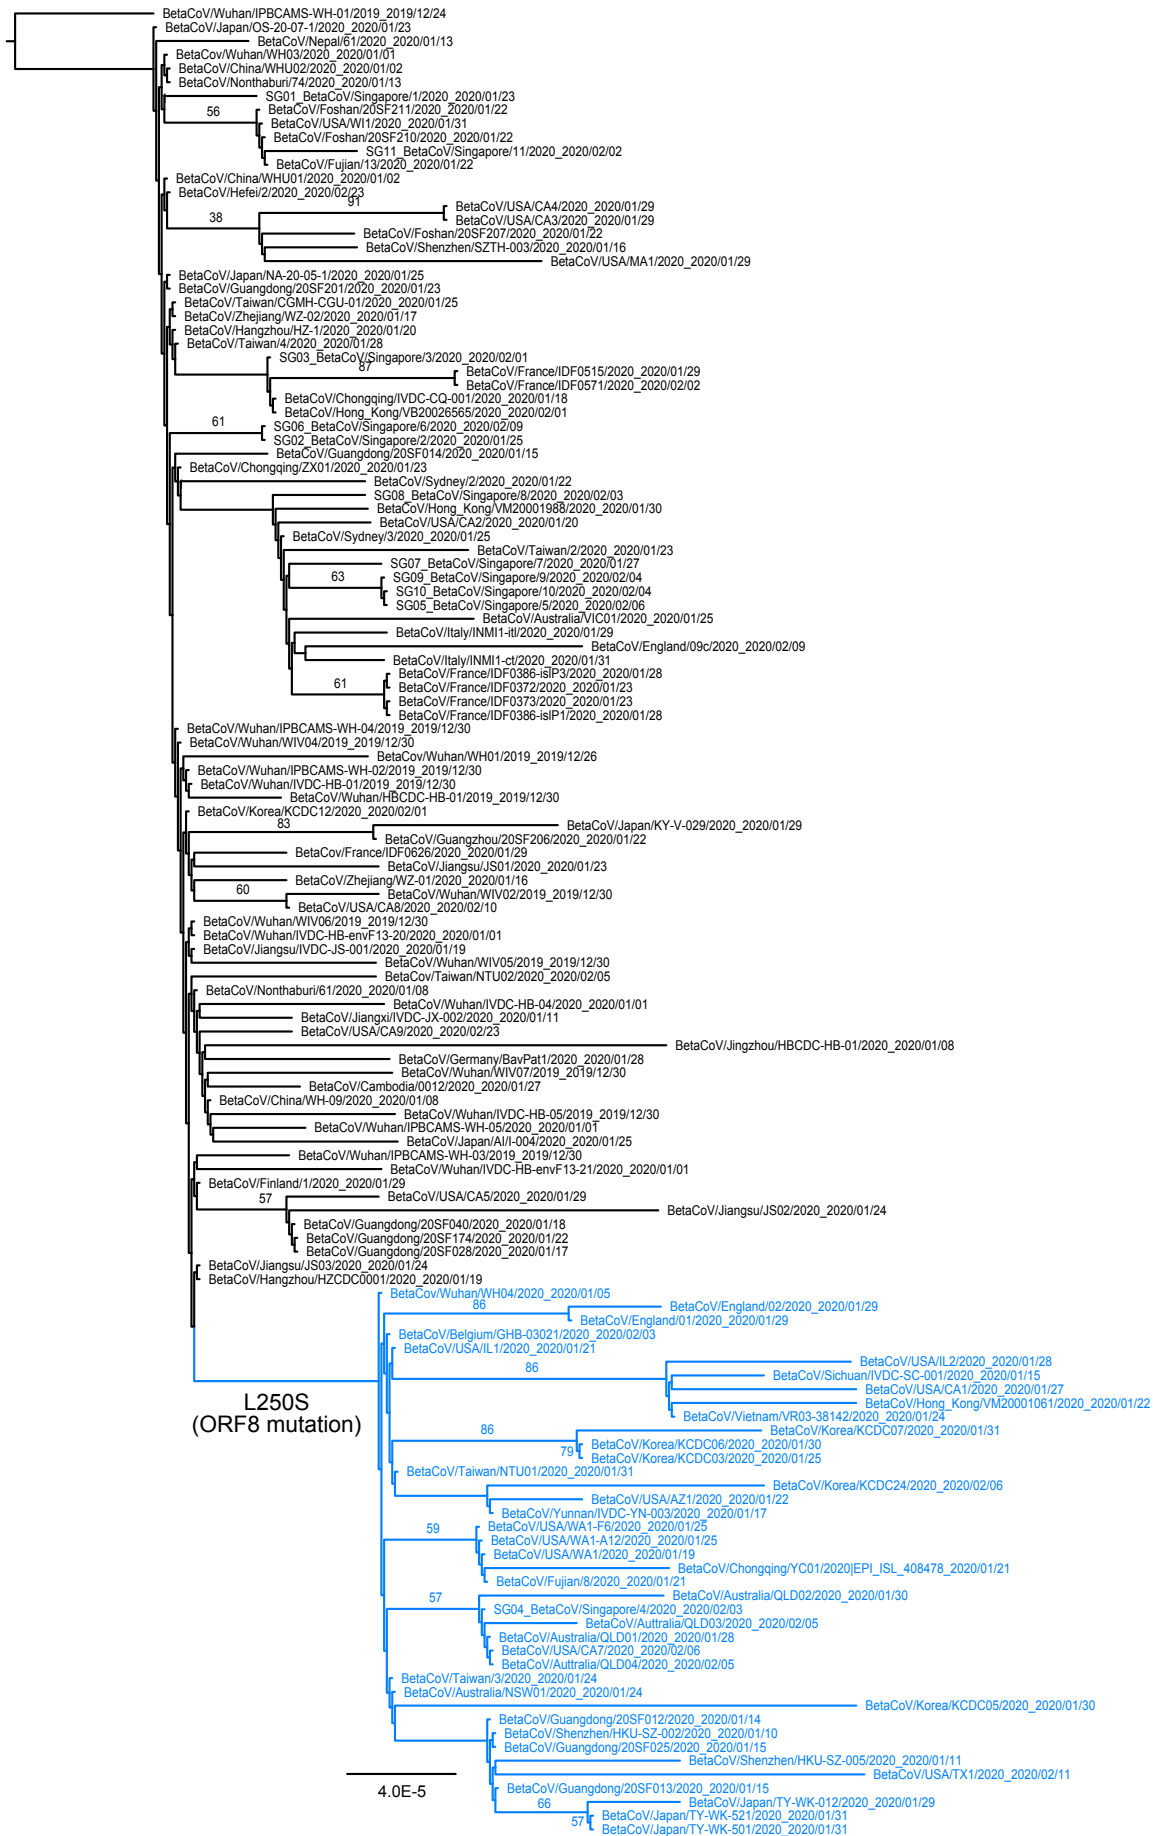 BetaCoV/Wuhan/IPBCAMS-WH-01/2019_2019/12/24
BetaCoV/Japan/OS-20-07-1/2020_2020/01/23
BetaCoV/Nepal/61/2020_2020/01/13
BetaCov/Wuhan/WH03/2020_2020/01/01
BetaCoV/China/WHU02/2020_2020/01/02
BetaCoV/Nonthaburi/74/2020_2020/01/13
SG01_BetaCoV/Singapore/1/2020_2020/01/23
56
BetaCoV/Foshan/20SF211/2020_2020/01/22
BetaCoV/USA/WI1/2020_2020/01/31
BetaCoV/Foshan/20SF210/2020_2020/01/22
SG11_BetaCoV/Singapore/11/2020_2020/02/02
BetaCoV/Fujian/13/2020_2020/01/22
BetaCoV/China/WHU01/2020_2020/01/02
BetaCoV/Hefei/2/2020_2020/02/23
91
BetaCoV/USA/CA4/2020_2020/01/29
38
BetaCoV/USA/CA3/2020_2020/01/29
BetaCoV/Foshan/20SF207/2020_2020/01/22
BetaCoV/Shenzhen/SZTH-003/2020_2020/01/16
BetaCoV/USA/MA1/2020_2020/01/29
BetaCoV/Japan/NA-20-05-1/2020_2020/01/25
BetaCoV/Guangdong/20SF201/2020_2020/01/23
BetaCoV/Taiwan/CGMH-CGU-01/2020_2020/01/25
BetaCoV/Zhejiang/WZ-02/2020_2020/01/17
BetaCoV/Hangzhou/HZ-1/2020_2020/01/20
BetaCoV/Taiwan/4/2020_2020/01/28
SG03_BetaCoV/Singapore/3/2020_2020/02/01
87
BetaCoV/France/IDF0515/2020_2020/01/29
BetaCoV/France/IDF0571/2020_2020/02/02
BetaCoV/Chongqing/IVDC-CQ-001/2020_2020/01/18
BetaCoV/Hong_Kong/VB20026565/2020_2020/02/01
61
SG06_BetaCoV/Singapore/6/2020_2020/02/09
SG02_BetaCoV/Singapore/2/2020_2020/01/25
BetaCoV/Guangdong/20SF014/2020_2020/01/15
BetaCoV/Chongqing/ZX01/2020_2020/01/23
BetaCoV/Sydney/2/2020_2020/01/22
SG08_BetaCoV/Singapore/8/2020_2020/02/03
BetaCoV/Hong_Kong/VM20001988/2020_2020/01/30
BetaCoV/USA/CA2/2020_2020/01/20
BetaCoV/Sydney/3/2020_2020/01/25
BetaCoV/Taiwan/2/2020_2020/01/23
SG07_BetaCoV/Singapore/7/2020_2020/01/27
63
SG09_BetaCoV/Singapore/9/2020_2020/02/04
SG10_BetaCoV/Singapore/10/2020_2020/02/04
SG05_BetaCoV/Singapore/5/2020_2020/02/06
BetaCoV/Australia/VIC01/2020_2020/01/25
BetaCoV/Italy/INMI1-itl/2020_2020/01/29
BetaCoV/England/09c/2020_2020/02/09
BetaCoV/Italy/INMI1-ct/2020_2020/01/31
BetaCoV/France/IDF0386-islP3/2020_2020/01/28
61
BetaCoV/France/IDF0372/2020_2020/01/23
BetaCoV/France/IDF0373/2020_2020/01/23
BetaCoV/France/IDF0386-islP1/2020_2020/01/28
BetaCoV/Wuhan/IPBCAMS-WH-04/2019_2019/12/30
BetaCoV/Wuhan/WIV04/2019_2019/12/30
BetaCov/Wuhan/WH01/2019_2019/12/26
BetaCoV/Wuhan/IPBCAMS-WH-02/2019_2019/12/30
BetaCoV/Wuhan/IVDC-HB-01/2019_2019/12/30
BetaCoV/Wuhan/HBCDC-HB-01/2019_2019/12/30
BetaCoV/Korea/KCDC12/2020_2020/02/01
83
BetaCoV/Japan/KY-V-029/2020_2020/01/29
BetaCoV/Guangzhou/20SF206/2020_2020/01/22
BetaCov/France/IDF0626/2020_2020/01/29
BetaCoV/Jiangsu/JS01/2020_2020/01/23
BetaCoV/Zhejiang/WZ-01/2020_2020/01/16
60
BetaCoV/Wuhan/WIV02/2019_2019/12/30
BetaCoV/USA/CA8/2020_2020/02/10
BetaCoV/Wuhan/WIV06/2019_2019/12/30
BetaCoV/Wuhan/IVDC-HB-envF13-20/2020_2020/01/01
BetaCoV/Jiangsu/IVDC-JS-001/2020_2020/01/19
BetaCoV/Wuhan/WIV05/2019_2019/12/30
BetaCov/Taiwan/NTU02/2020_2020/02/05
BetaCoV/Nonthaburi/61/2020_2020/01/08
BetaCoV/Wuhan/IVDC-HB-04/2020_2020/01/01
BetaCoV/Jiangxi/IVDC-JX-002/2020_2020/01/11
BetaCoV/USA/CA9/2020_2020/02/23
BetaCoV/Jingzhou/HBCDC-HB-01/2020_2020/01/08
BetaCoV/Germany/BavPat1/2020_2020/01/28
BetaCoV/Wuhan/WIV07/2019_2019/12/30
BetaCoV/Cambodia/0012/2020_2020/01/27
BetaCoV/China/WH-09/2020_2020/01/08
BetaCoV/Wuhan/IVDC-HB-05/2019_2019/12/30
BetaCoV/Wuhan/IPBCAMS-WH-05/2020_2020/01/01
BetaCoV/Japan/AI/I-004/2020_2020/01/25
BetaCoV/Wuhan/IPBCAMS-WH-03/2019_2019/12/30
BetaCoV/Wuhan/IVDC-HB-envF13-21/2020_2020/01/01
BetaCoV/Finland/1/2020_2020/01/29
57
BetaCoV/USA/CA5/2020_2020/01/29
BetaCoV/Jiangsu/JS02/2020_2020/01/24
BetaCoV/Guangdong/20SF040/2020_2020/01/18
BetaCoV/Guangdong/20SF174/2020_2020/01/22
BetaCoV/Guangdong/20SF028/2020_2020/01/17
BetaCoV/Jiangsu/JS03/2020_2020/01/24
BetaCoV/Hangzhou/HZCDC0001/2020_2020/01/19
BetaCov/Wuhan/WH04/2020_2020/01/05
86
BetaCoV/England/02/2020_2020/01/29
BetaCoV/England/01/2020_2020/01/29
BetaCoV/Belgium/GHB-03021/2020_2020/02/03
BetaCoV/USA/IL1/2020_2020/01/21
BetaCoV/USA/IL2/2020_2020/01/28
86
BetaCoV/Sichuan/IVDC-SC-001/2020_2020/01/15
BetaCoV/USA/CA1/2020_2020/01/27
L250S
(ORF8 mutation)
BetaCoV/Hong_Kong/VM20001061/2020_2020/01/22
BetaCoV/Vietnam/VR03-38142/2020_2020/01/24
86
BetaCoV/Korea/KCDC07/2020_2020/01/31
79
BetaCoV/Korea/KCDC06/2020_2020/01/30
BetaCoV/Korea/KCDC03/2020_2020/01/25
BetaCoV/Taiwan/NTU01/2020_2020/01/31
BetaCoV/Korea/KCDC24/2020_2020/02/06
BetaCoV/USA/AZ1/2020_2020/01/22
BetaCoV/Yunnan/IVDC-YN-003/2020_2020/01/17
59
BetaCoV/USA/WA1-F6/2020_2020/01/25
BetaCoV/USA/WA1-A12/2020_2020/01/25
BetaCoV/USA/WA1/2020_2020/01/19
BetaCoV/Chongqing/YC01/2020|EPI_ISL_408478_2020/01/21
BetaCoV/Fujian/8/2020_2020/01/21
57
BetaCoV/Australia/QLD02/2020_2020/01/30
SG04_BetaCoV/Singapore/4/2020_2020/02/03
BetaCoV/Auttralia/QLD03/2020_2020/02/05
BetaCoV/Australia/QLD01/2020_2020/01/28
BetaCoV/USA/CA7/2020_2020/02/06
BetaCoV/Auttralia/QLD04/2020_2020/02/05
BetaCoV/Taiwan/3/2020_2020/01/24
BetaCoV/Australia/NSW01/2020_2020/01/24
BetaCoV/Korea/KCDC05/2020_2020/01/30
BetaCoV/Guangdong/20SF012/2020_2020/01/14
BetaCoV/Shenzhen/HKU-SZ-002/2020_2020/01/10
BetaCoV/Guangdong/20SF025/2020_2020/01/15
BetaCoV/Shenzhen/HKU-SZ-005/2020_2020/01/11
BetaCoV/USA/TX1/2020_2020/02/11
4.0E-5
BetaCoV/Guangdong/20SF013/2020_2020/01/15
66
BetaCoV/Japan/TY-WK-012/2020_2020/01/29
57
BetaCoV/Japan/TY-WK-521/2020_2020/01/31
BetaCoV/Japan/TY-WK-501/2020_2020/01/31